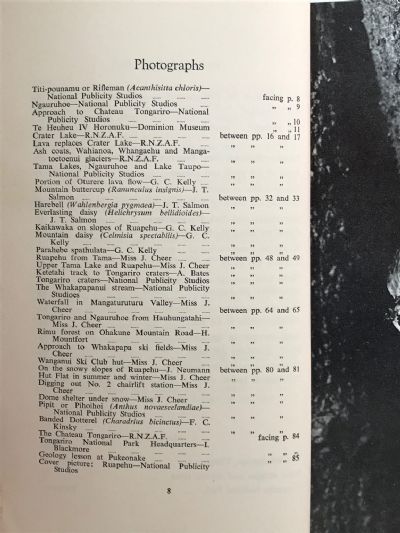 Photographs
Titi-pounamu or Rifleman (Acanthisitta chloris)—
National Publicity Studios — — — facing p. 8
Ngauruhoe—National Publicity Studios — — „ „ 9
Approach to Chateau Tongariro—National
Publicity Studios — — — — „ „ 10
Te Heuheu IV Horonuku—Dominion Museum „ „ 11
Crater Lake—R.N.Z.A.F. — — — between pp. 16 and 17
Lava replaces Crater Lake—R.N.Z.A.F. — „ „ „
Ash coats, Wahianoa, Whangaehu and Manga-
toetoenui glaciers—R.N.Z.A.F. — — „ „ „
Tama Lakes, Ngauruhoe and Lake Taupo—
National Publicity Studios — — — „ „ „
Portion of Oturere lava flow—G. C. Kelly — „ „ „
Mountain buttercup (Ranunculus insignis)—J. T.
Salmon — — — — — between pp. 32 and 33
Harebell (Wahlenbergia pygmaea)—J. T. Salmon „ „ „
Everlasting daisy (Helichrysum bellidioides)—
J. T. Salmon — — — — „ „ „
Kaikawaka on slopes of Ruapehu—G. C. Kelly — „ „ „
Mountain daisy (Celmisia spectabilis)—G. C.
Kelly — — — — — „ „ „
Parahebe spathulata—G. C. Kelly — — „ „ „
Ruapehu from Tama—Miss J. Cheer — — between pp. 48 and 49
Upper Tama Lake and Ruapehu—Miss J. Cheer „ „ „
Ketetahi track to Tongariro craters—A. Bates „ „ „
Tongariro craters—National Publicity Studios „ „ „
The Whakapapanui stream—National Publicity
Studioes — — — — — „ „ „
Waterfall in Mangaturuturu Valley—Miss J.
Cheer — — — — — between pp. 64 and 65
Tongariro and Ngauruhoe from Hauhungatahi—
Miss J. Cheer — — — — „ „ „
Rimu forest on Ohakune Mountain Road—H.
Mountfort — — — — „ „ „
Approach to Whakapapa ski fields—Miss J.
Cheer — — — — — „ „ „
Wanganui Ski Club hut—Miss J. Cheer — „ „ „
On the snowy slopes of Ruapehu—J. Neumann between pp. 80 and 81
Hut Flat in summer and winter—Miss J. Cheer „ „ „
Digging out No. 2 chairlift station—Miss J.
Cheer — — — — — „ „ „
Dome shelter under snow—Miss J. Cheer — „ „ „
Pipit or Pihoihoi (Anthus novaeseelandiae)—
National Publicity Studios — — — „ „ „
Banded Dotterel (Charadrius bicinctus)—F. C.
Kinsky — — — — — „ „ „
The Chateau Tongariro—R.N.Z.A.F. — — facing p. 84
Tongariro National Park Headquarters—I.
Blackmore — — — — „ „ „
Geology lesson at Pukeonake — — — „ „ 85
Cover picture: Ruapehu—National Publicity
Studios
8